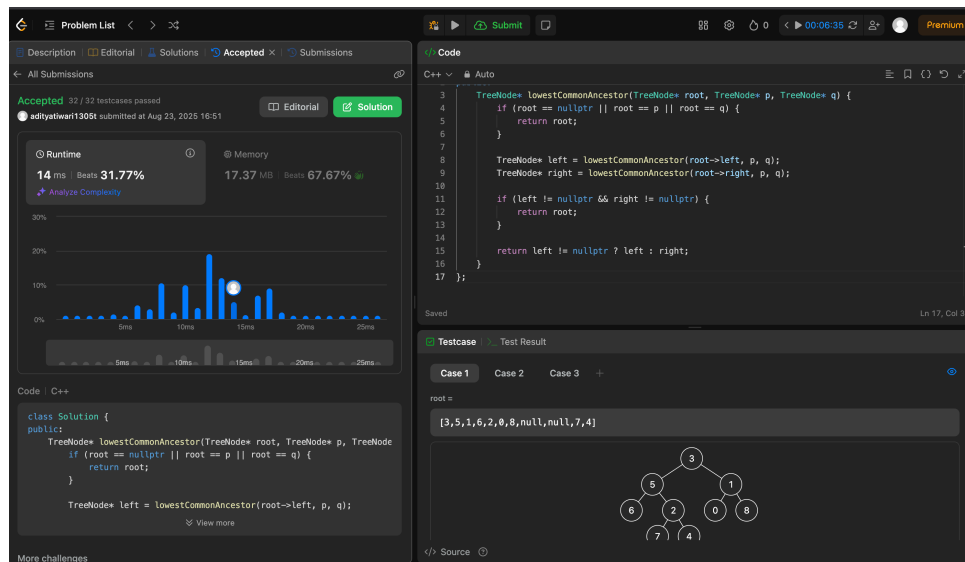 Problem List
Submit
0
00:06:35
Premium
Description | Editorial | Solutions | Accepted × | Submissions
← All Submissions
Accepted 32 / 32 testcases passed
adityatiwari1305t submitted at Aug 23, 2025 16:51
Editorial
Solution
Runtime
14 ms | Beats 31.77%
Analyze Complexity
Memory
17.37 MB | Beats 67.67%
30%
20%
10%
0%
5ms 10ms 15ms 20ms 25ms
5ms 10ms 15ms 20ms 25ms
Code | C++
class Solution {
public:
    TreeNode* lowestCommonAncestor(TreeNode* root, TreeNode* p, TreeNode
        if (root == nullptr || root == p || root == q) {
            return root;
        }
        TreeNode* left = lowestCommonAncestor(root->left, p, q);
View more
More challenges
</> Code
C++ Auto
3     TreeNode* lowestCommonAncestor(TreeNode* root, TreeNode* p, TreeNode* q) {
4         if (root == nullptr || root == p || root == q) {
5             return root;
6         }
7
8         TreeNode* left = lowestCommonAncestor(root->left, p, q);
9         TreeNode* right = lowestCommonAncestor(root->right, p, q);
10
11         if (left != nullptr && right != nullptr) {
12             return root;
13         }
14
15         return left != nullptr ? left : right;
16     }
17 };
Saved
Ln 17, Col 3
Testcase | >_ Test Result
Case 1 Case 2 Case 3 +
root =
[3,5,1,6,2,0,8,null,null,7,4]
3
5 1
6 2 0 8
7 4
</> Source